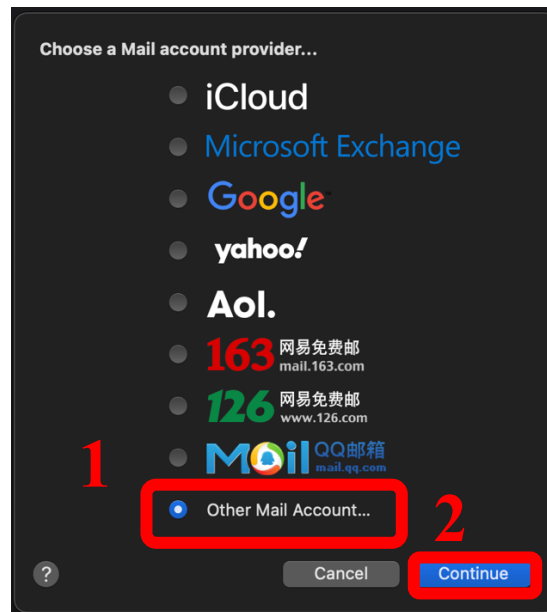 Choose a Mail account provider...
iCloud
Microsoft Exchange
Google
yahoo!
Aol.
163 网易免费邮
mail.163.com
126 网易免费邮
www.126.com
Mail QQ邮箱
mail.qq.com
1
Other Mail Account...
2
?
Cancel
Continue